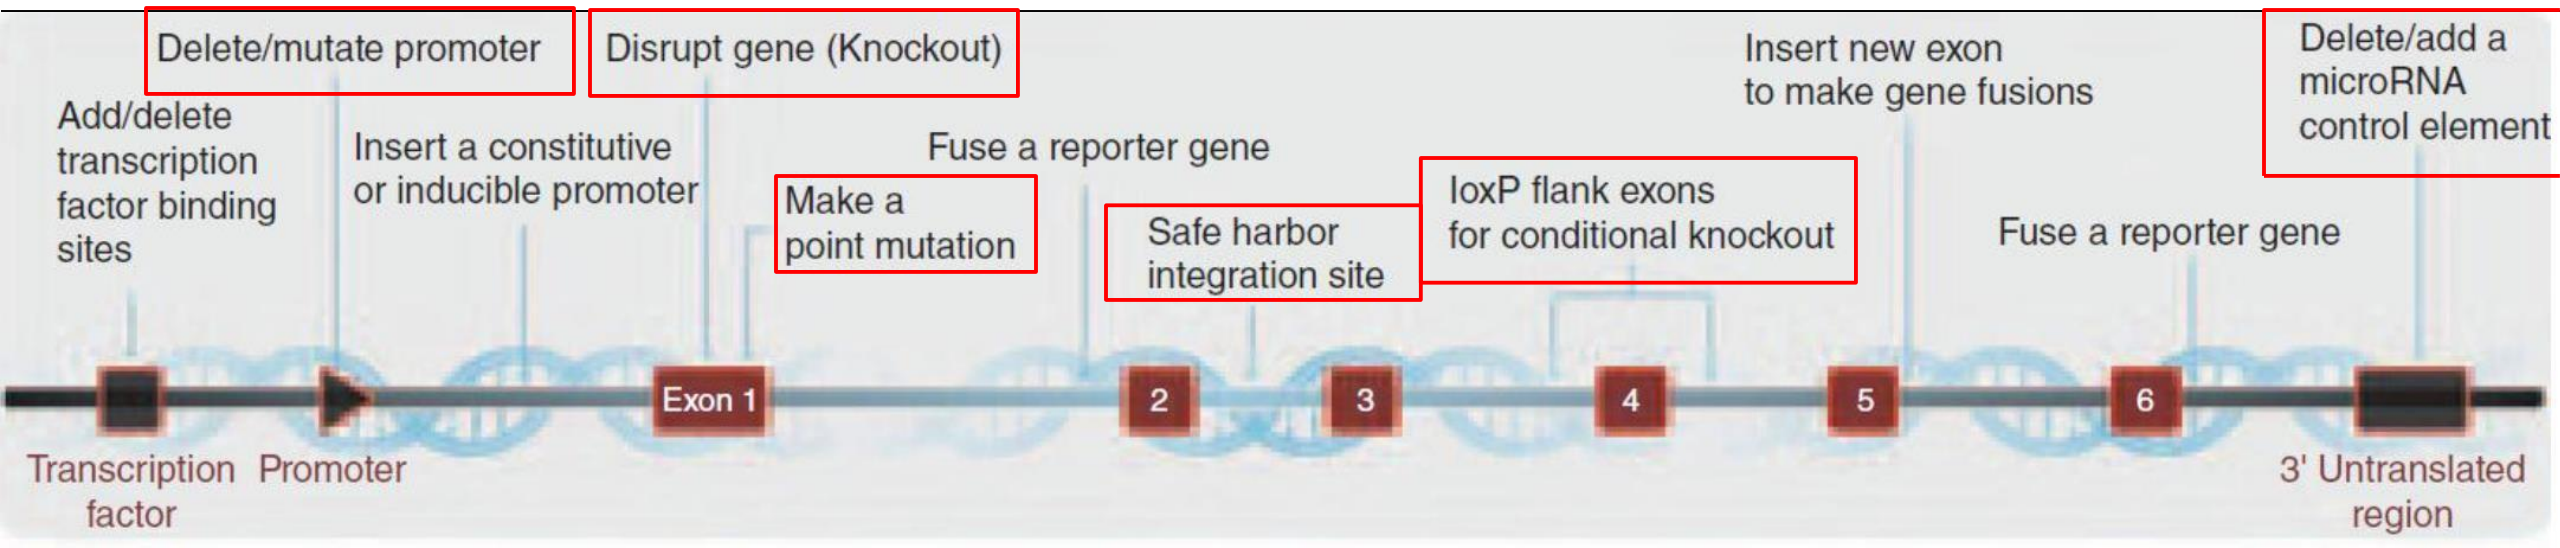 Delete/mutate promoter
Disrupt gene (Knockout)
Add/delete
transcription
factor binding
sites
Insert a constitutive
or inducible promoter
Make a
point mutation
Fuse a reporter gene
Safe harbor
integration site
loxP flank exons
for conditional knockout
Insert new exon
to make gene fusions
Fuse a reporter gene
Delete/add a
microRNA
control element
Exon 1
2
3
4
5
6
Transcription
factor
Promoter
3' Untranslated
region